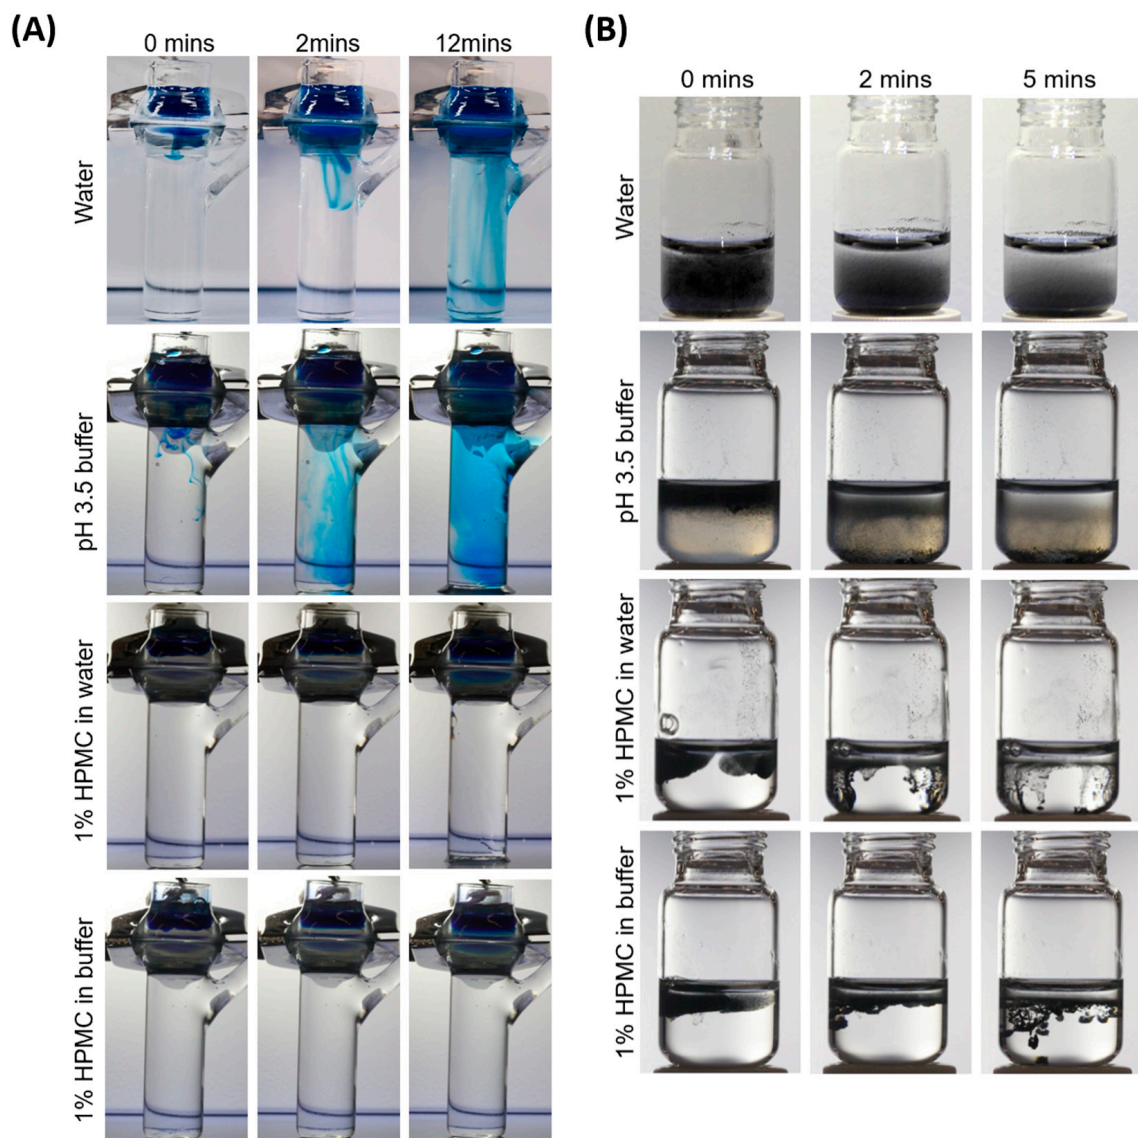 (A)
0 mins 2mins 12mins
Water
pH 3.5 buffer
1% HPMC in water
1% HPMC in buffer
(B)
0 mins 2 mins 5 mins
Water
pH 3.5 buffer
1% HPMC in water
1% HPMC in buffer